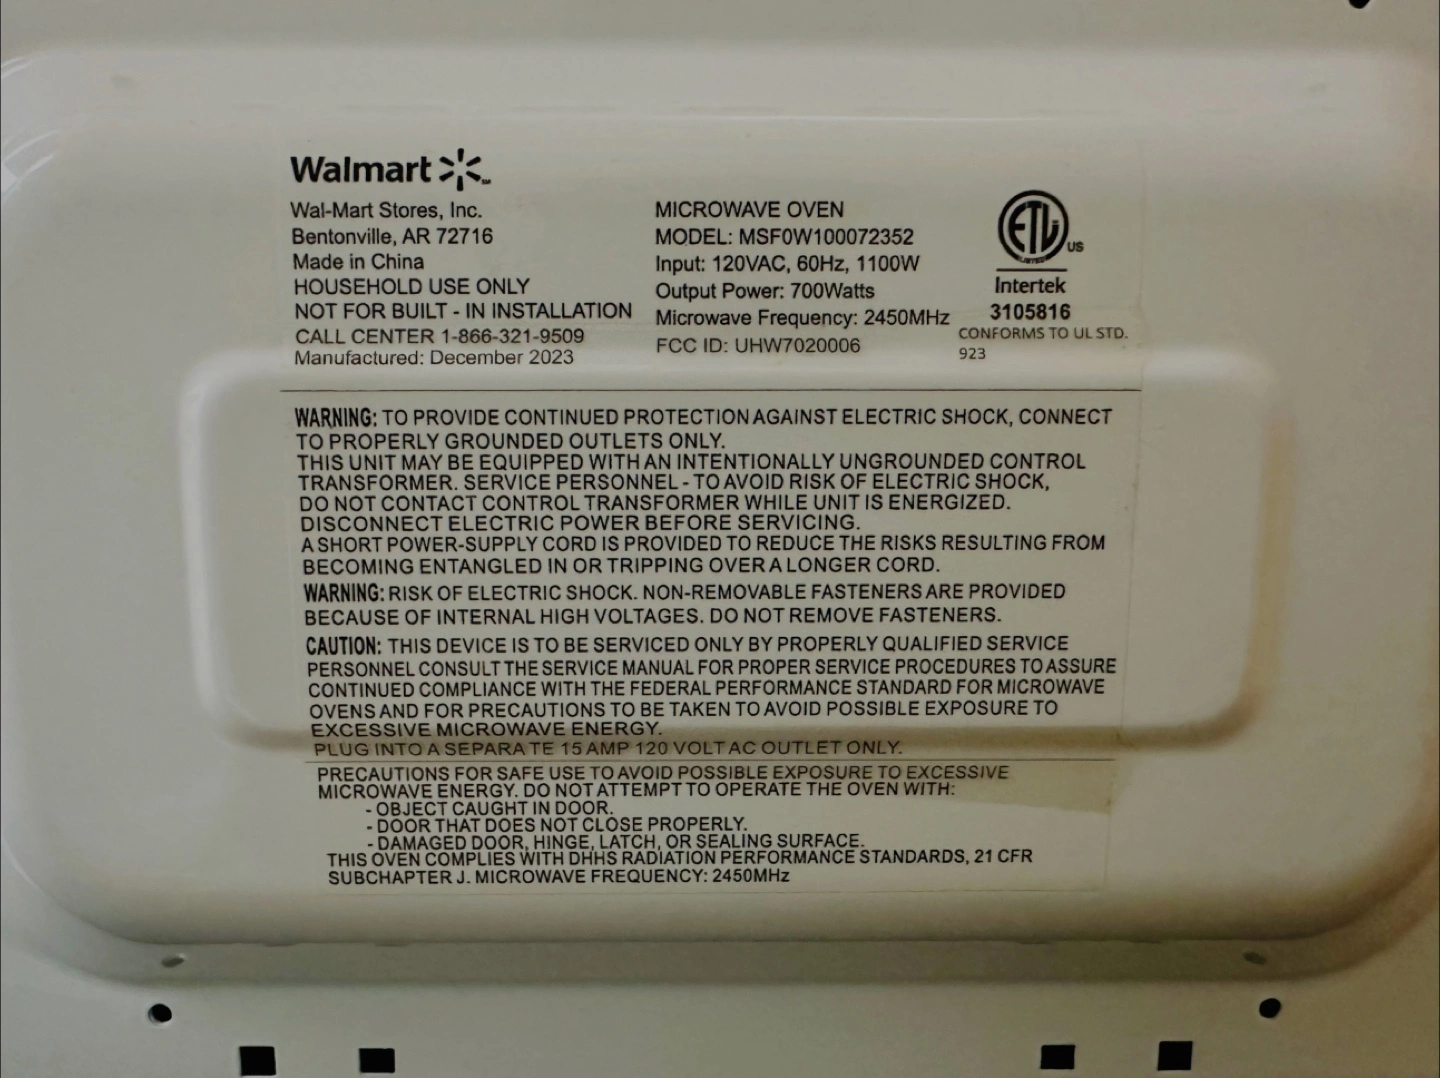 Walmart
Wal-Mart Stores, Inc.
Bentonville, AR 72716
Made in China
HOUSEHOLD USE ONLY
NOT FOR BUILT - IN INSTALLATION
CALL CENTER 1-866-321-9509
Manufactured: December 2023
MICROWAVE OVEN
MODEL: MSF0W100072352
Input: 120VAC, 60Hz, 1100W
Output Power: 700Watts
Microwave Frequency: 2450MHz
FCC ID: UHW7020006
ETL
LISTED
US
Intertek
3105816
CONFORMS TO UL STD.
923
WARNING: TO PROVIDE CONTINUED PROTECTION AGAINST ELECTRIC SHOCK, CONNECT
TO PROPERLY GROUNDED OUTLETS ONLY.
THIS UNIT MAY BE EQUIPPED WITH AN INTENTIONALLY UNGROUNDED CONTROL
TRANSFORMER. SERVICE PERSONNEL - TO AVOID RISK OF ELECTRIC SHOCK,
DO NOT CONTACT CONTROL TRANSFORMER WHILE UNIT IS ENERGIZED.
DISCONNECT ELECTRIC POWER BEFORE SERVICING.
A SHORT POWER-SUPPLY CORD IS PROVIDED TO REDUCE THE RISKS RESULTING FROM
BECOMING ENTANGLED IN OR TRIPPING OVER A LONGER CORD.
WARNING: RISK OF ELECTRIC SHOCK. NON-REMOVABLE FASTENERS ARE PROVIDED
BECAUSE OF INTERNAL HIGH VOLTAGES. DO NOT REMOVE FASTENERS.
CAUTION: THIS DEVICE IS TO BE SERVICED ONLY BY PROPERLY QUALIFIED SERVICE
PERSONNEL CONSULT THE SERVICE MANUAL FOR PROPER SERVICE PROCEDURES TO ASSURE
CONTINUED COMPLIANCE WITH THE FEDERAL PERFORMANCE STANDARD FOR MICROWAVE
OVENS AND FOR PRECAUTIONS TO BE TAKEN TO AVOID POSSIBLE EXPOSURE TO
EXCESSIVE MICROWAVE ENERGY.
PLUG INTO A SEPARATE 15 AMP 120 VOLT AC OUTLET ONLY.
PRECAUTIONS FOR SAFE USE TO AVOID POSSIBLE EXPOSURE TO EXCESSIVE
MICROWAVE ENERGY. DO NOT ATTEMPT TO OPERATE THE OVEN WITH:
- OBJECT CAUGHT IN DOOR.
- DOOR THAT DOES NOT CLOSE PROPERLY.
- DAMAGED DOOR, HINGE, LATCH, OR SEALING SURFACE.
THIS OVEN COMPLIES WITH DHHS RADIATION PERFORMANCE STANDARDS, 21 CFR
SUBCHAPTER J. MICROWAVE FREQUENCY: 2450MHz